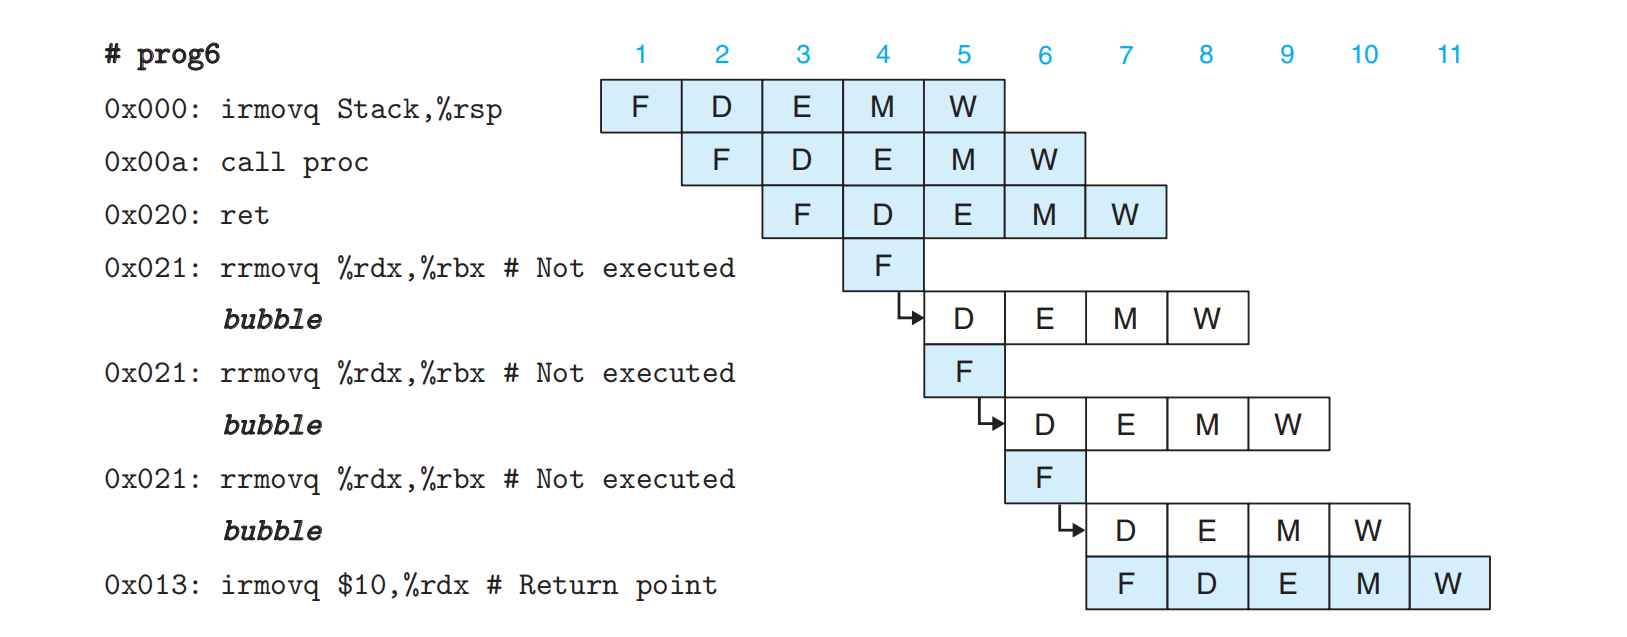 # prog6 1 2 3 4 5 6 7 8 9 10 11
0x000: irmovq Stack,%rsp F D E M W
0x00a: call proc F D E M W
0x020: ret F D E M W
0x021: rrmovq %rdx,%rbx # Not executed F
bubble D E M W
0x021: rrmovq %rdx,%rbx # Not executed F
bubble D E M W
0x021: rrmovq %rdx,%rbx # Not executed F
bubble D E M W
0x013: irmovq $10,%rdx # Return point F D E M W